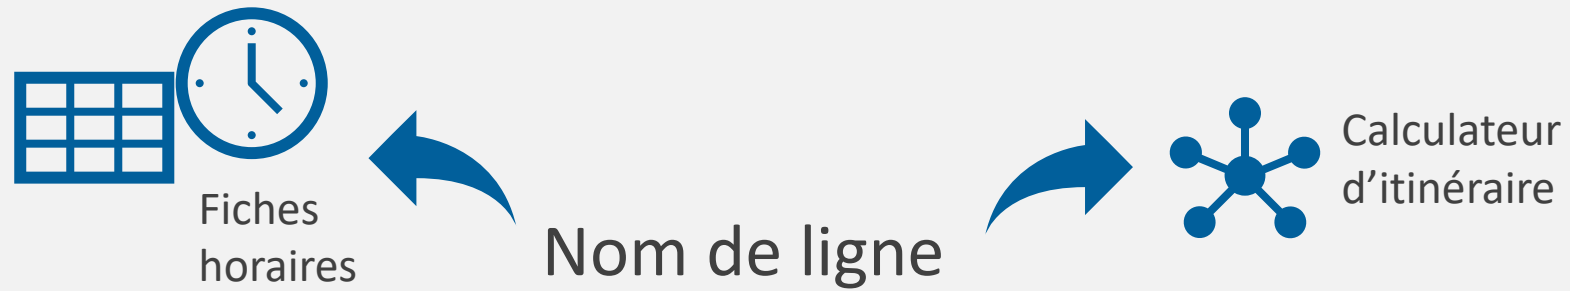 Fiches
horaires
Nom de ligne
Calculateur
d’itinéraire